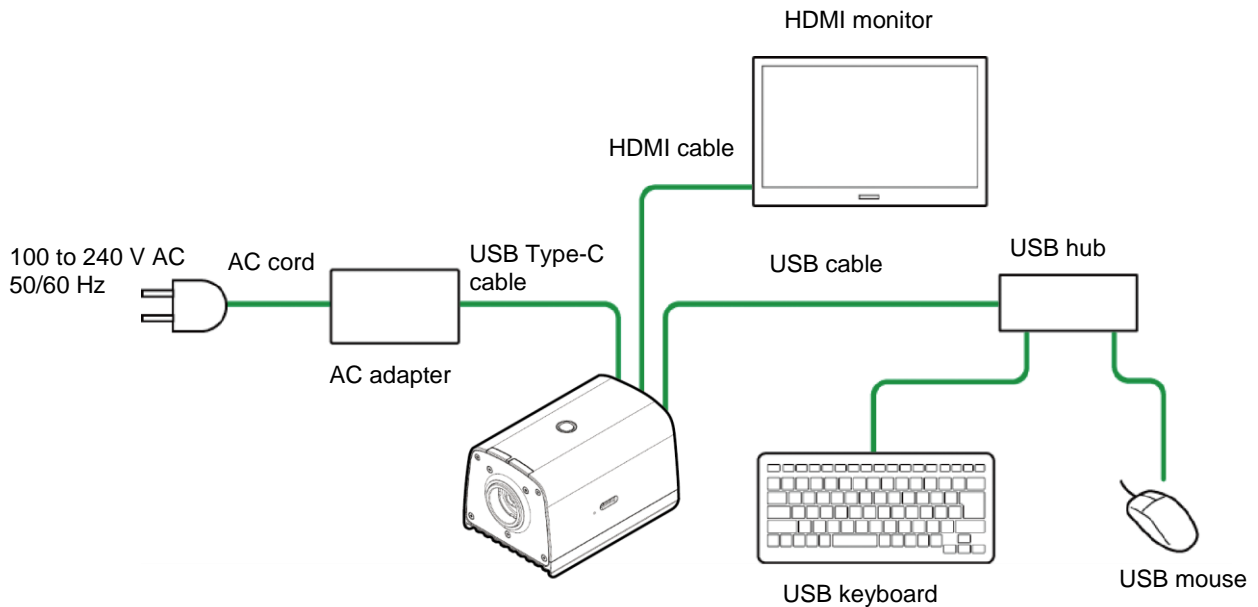 HDMI monitor
HDMI cable
100 to 240 V AC
50/60 Hz
AC cord
USB Type-C
cable
USB cable
USB hub
AC adapter
USB keyboard
USB mouse